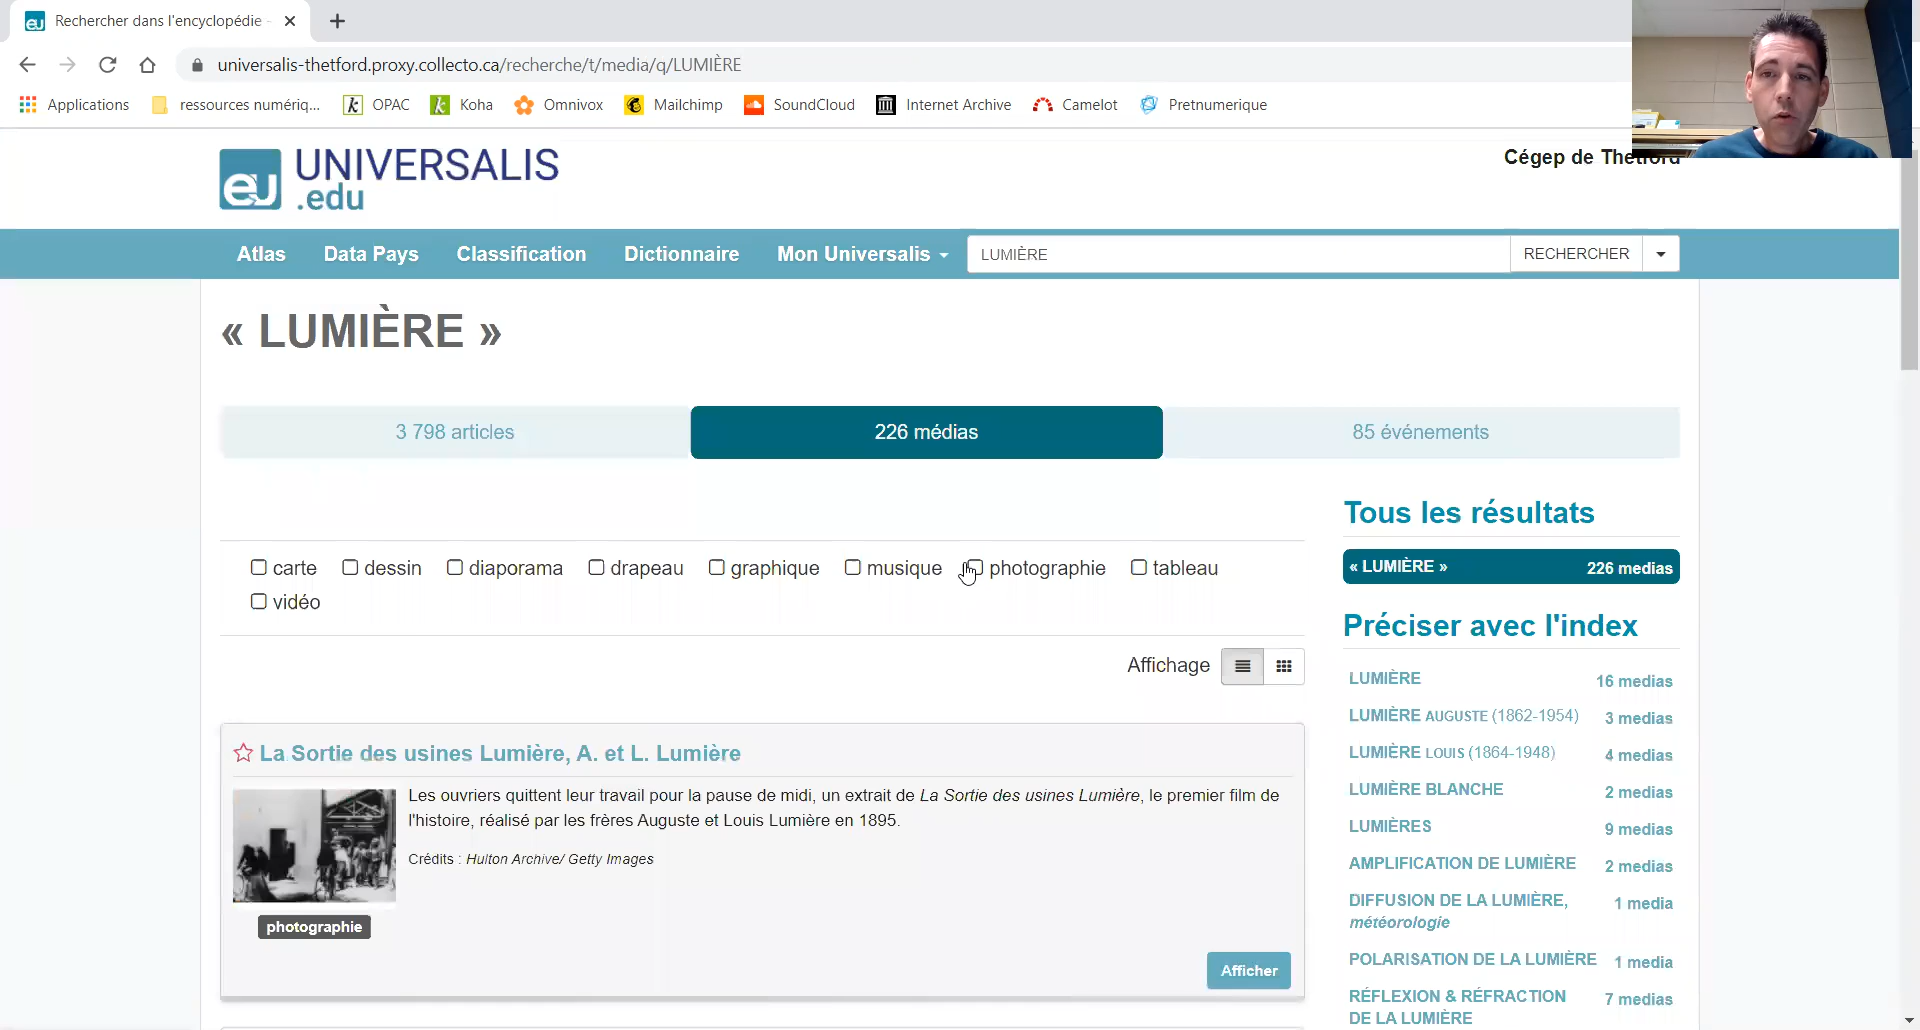 Rechercher dans l'encyclopédie -
universalis-thetford.proxy.collecto.ca/recherche/t/media/q/LUMIÈRE
Applications
ressources numériq...
OPAC
Koha
Omnivox
Mailchimp
SoundCloud
Internet Archive
Camelot
Pretnumerique
eu UNIVERSALIS
.edu
Cégep de Thetford
Atlas
Data Pays
Classification
Dictionnaire
Mon Universalis
LUMIÈRE
RECHERCHER
« LUMIÈRE »
3 798 articles
226 médias
85 événements
carte
dessin
diaporama
drapeau
graphique
musique
photographie
tableau
vidéo
Affichage
La Sortie des usines Lumière, A. et L. Lumière
Les ouvriers quittent leur travail pour la pause de midi, un extrait de La Sortie des usines Lumière, le premier film de
l'histoire, réalisé par les frères Auguste et Louis Lumière en 1895.
Crédits : Hulton Archive/ Getty Images
photographie
Afficher
Tous les résultats
« LUMIÈRE » 226 medias
Préciser avec l'index
LUMIÈRE 16 medias
LUMIÈRE AUGUSTE (1862-1954) 3 medias
LUMIÈRE LOUIS (1864-1948) 4 medias
LUMIÈRE BLANCHE 2 medias
LUMIÈRES 9 medias
AMPLIFICATION DE LUMIÈRE 2 medias
DIFFUSION DE LA LUMIÈRE, 1 media
météorologie
POLARISATION DE LA LUMIÈRE 1 media
RÉFLEXION & RÉFRACTION 7 medias
DE LA LUMIÈRE